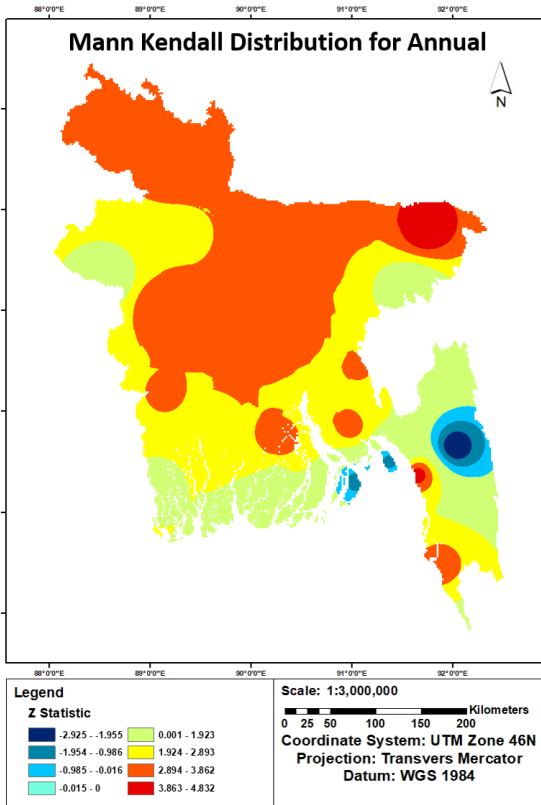 88°0'0"E 89°0'0"E 90°0'0"E 91°0'0"E 92°0'0"E
Mann Kendall Distribution for Annual
N
88°0'0"E 89°0'0"E 90°0'0"E 91°0'0"E 92°0'0"E
Legend
Z Statistic
-2.925 - -1.955
-1.954 - -0.986
-0.985 - -0.016
-0.015 - 0
0.001 - 1.923
1.924 - 2.893
2.894 - 3.862
3.863 - 4.832
Scale: 1:3,000,000
Kilometers
0 25 50 100 150 200
Coordinate System: UTM Zone 46N
Projection: Transvers Mercator
Datum: WGS 1984